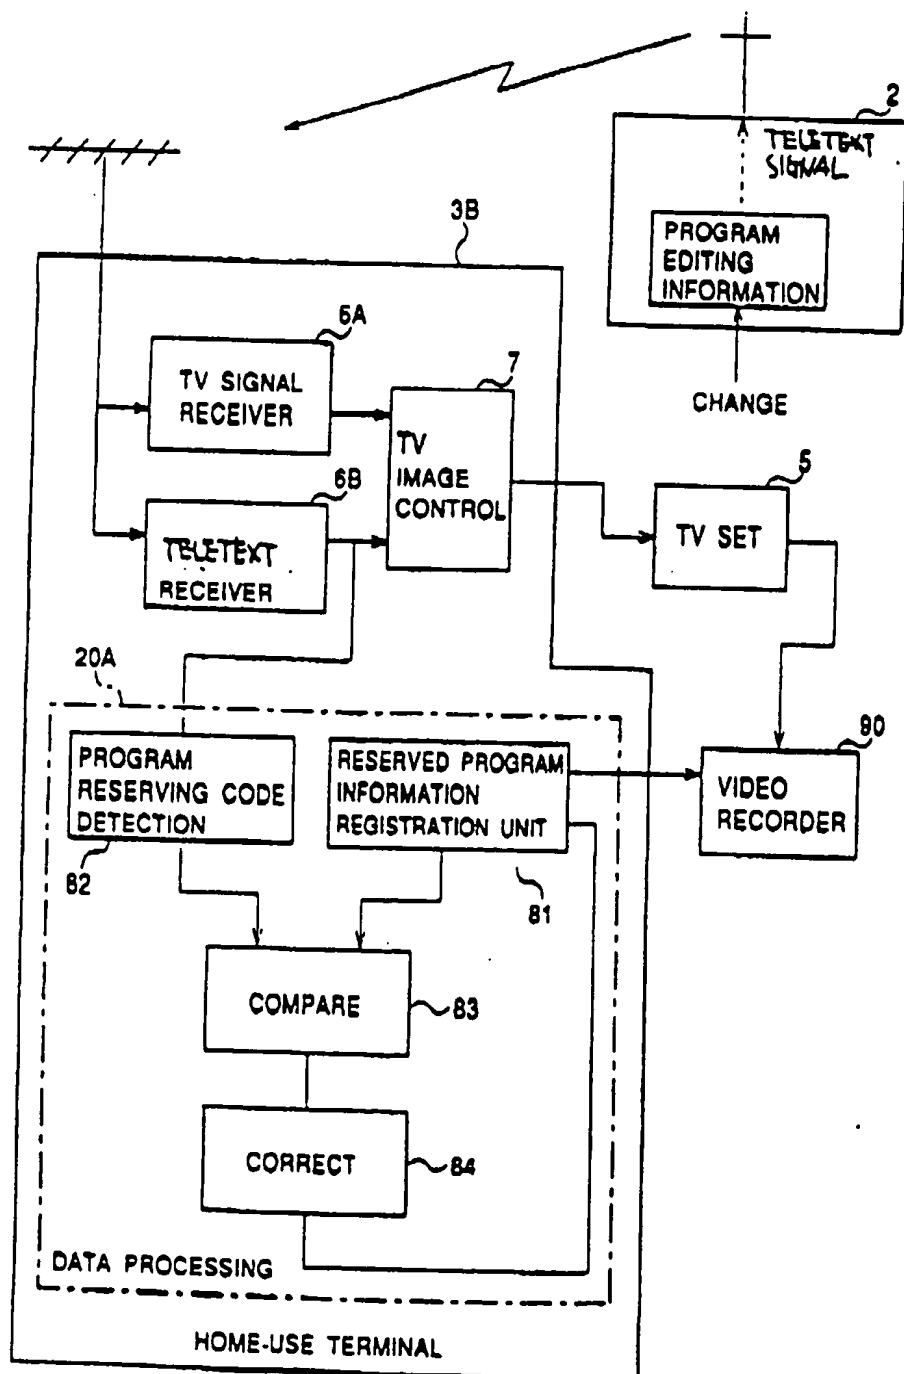 2
TELETEXT
SIGNAL
PROGRAM
EDITING
INFORMATION
CHANGE
3B
6A
TV SIGNAL
RECEIVER
7
TV
IMAGE
CONTROL
6B
TELETEXT
RECEIVER
5
TV SET
20A
PROGRAM
RESERVING CODE
DETECTION
82
RESERVED PROGRAM
INFORMATION
REGISTRATION UNIT
81
90
VIDEO
RECORDER
COMPARE
83
CORRECT
84
DATA PROCESSING
HOME-USE TERMINAL